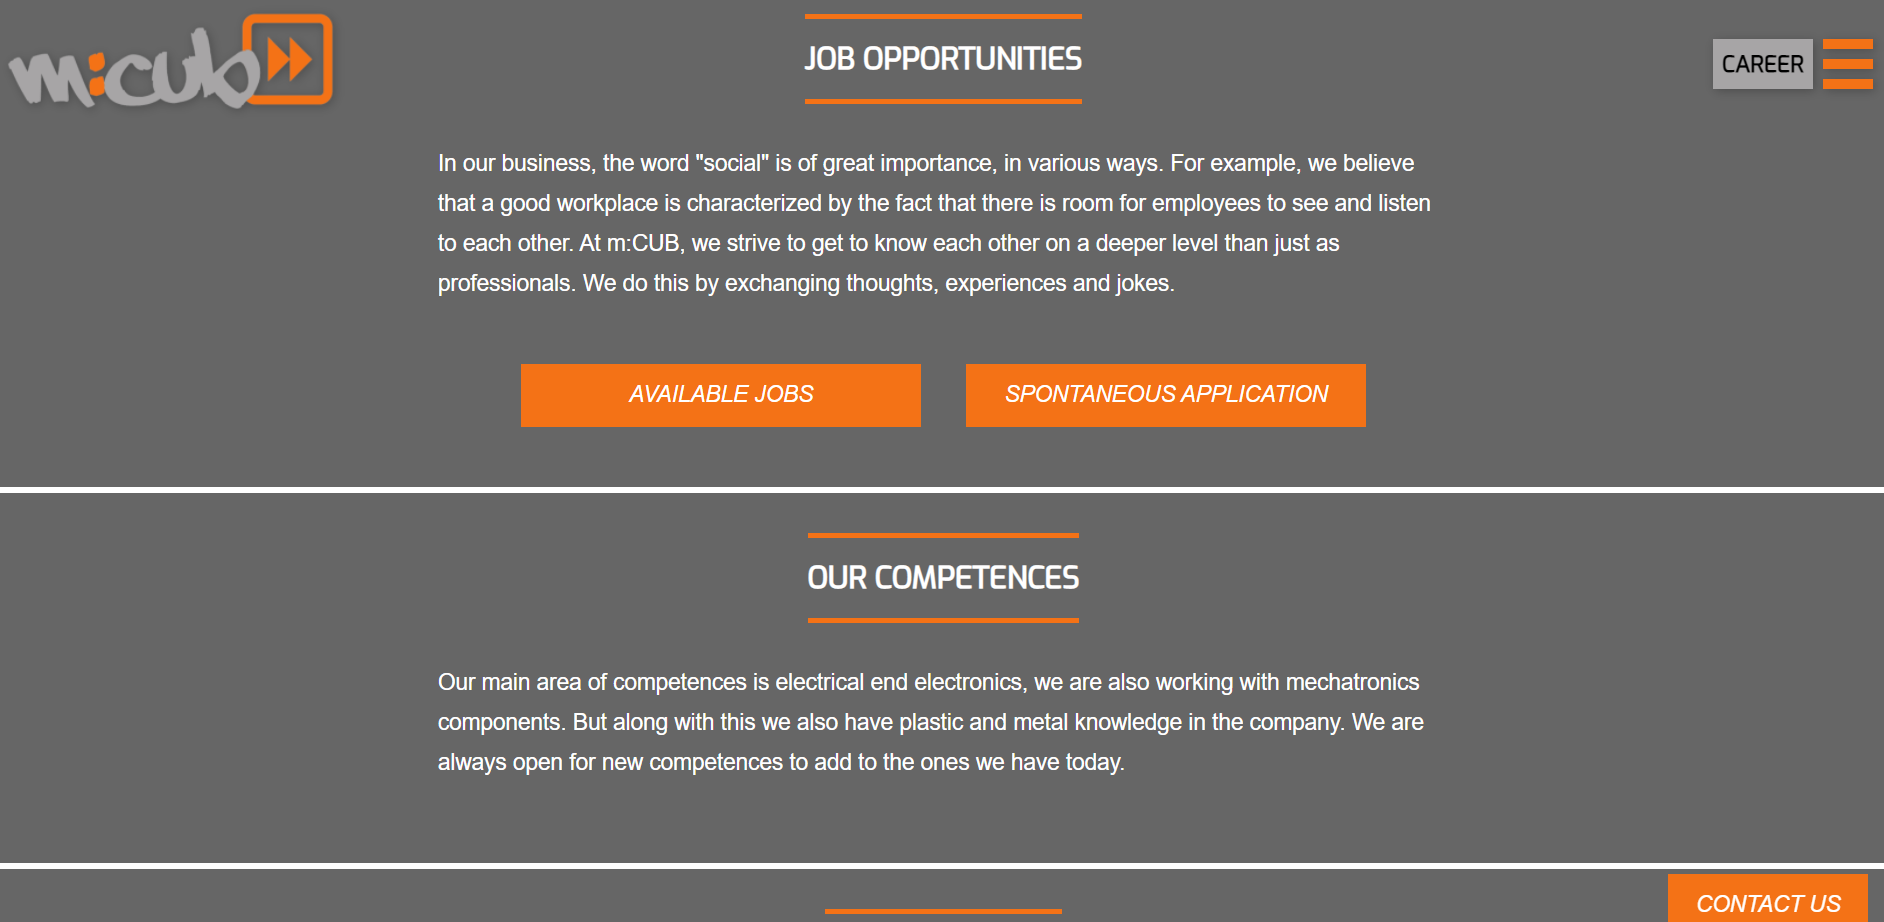 m:cub
JOB OPPORTUNITIES
CAREER
In our business, the word "social" is of great importance, in various ways. For example, we believe
that a good workplace is characterized by the fact that there is room for employees to see and listen
to each other. At m:CUB, we strive to get to know each other on a deeper level than just as
professionals. We do this by exchanging thoughts, experiences and jokes.
AVAILABLE JOBS
SPONTANEOUS APPLICATION
OUR COMPETENCES
Our main area of competences is electrical end electronics, we are also working with mechatronics
components. But along with this we also have plastic and metal knowledge in the company. We are
always open for new competences to add to the ones we have today.
CONTACT US